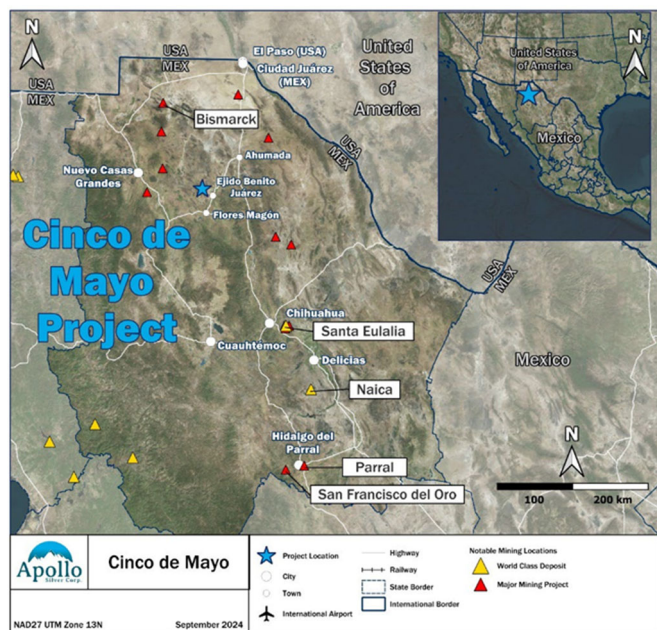 N
USA
MEX
El Paso (USA)
Ciudad Juárez
(MEX)
United
States
of
America
N
United States
of America
Mexico
USA
MEX
Bismarck
Ahumada
USA
MEX
Nuevo Casas
Grandes
Ejido Benito
Juárez
Flores Magón
Cinco de
Mayo
Project
USA
MEX
Chihuahua
Santa Eulalia
Cuauhtemoc
Delicias
Mexico
Naica
Hidalgo del
Parral
Parral
San Francisco del Oro
N
100
200 km
Apollo
Silver Corp.
Cinco de Mayo
NAD27 UTM Zone 13N
September 2024
Project Location
City
Town
International Airport
Highway
Railway
State Border
International Border
Notable Mining Locations
World Class Deposit
Major Mining Project